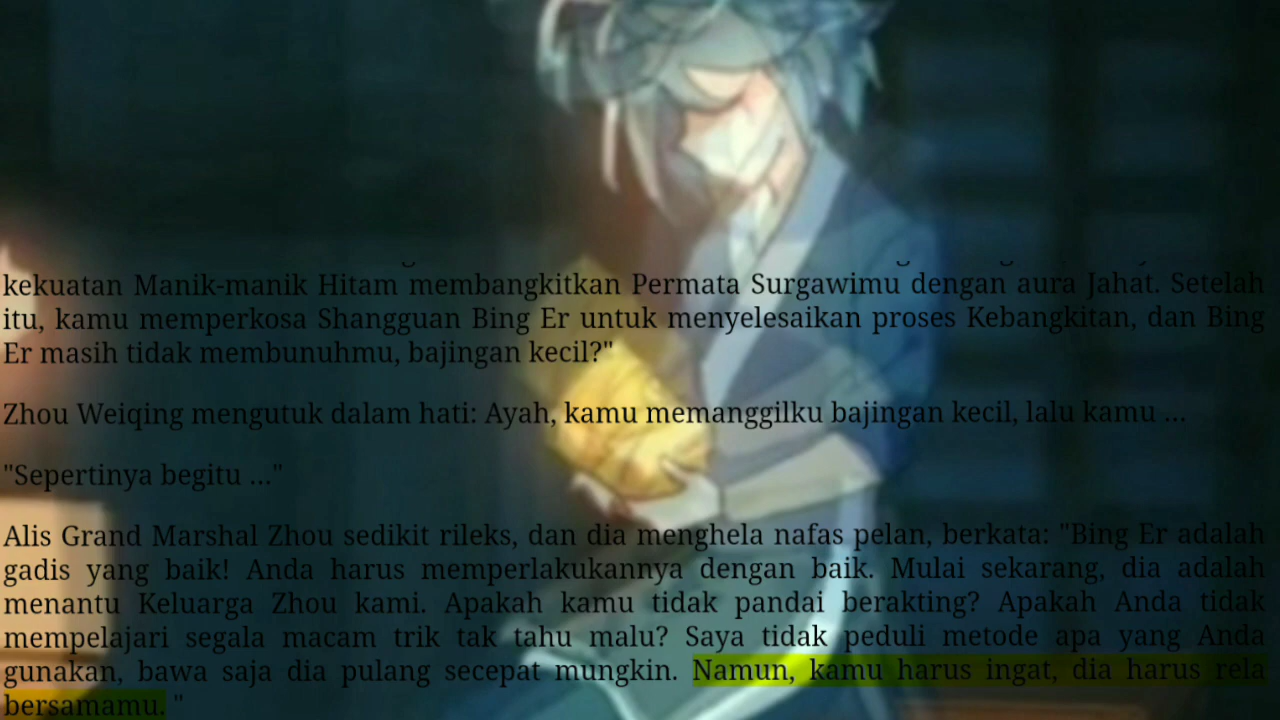 kekuatan Manik-manik Hitam membangkitkan Permata Surgawimu dengan aura Jahat. Setelah
itu, kamu memperkosa Shangguan Bing Er untuk menyelesaikan proses Kebangkitan, dan Bing
Er masih tidak membunuhmu, bajingan kecil?"
Zhou Weiqing mengutuk dalam hati: Ayah, kamu memanggilku bajingan kecil, lalu kamu ...
"Sepertinya begitu ..."
Alis Grand Marshal Zhou sedikit rileks, dan dia menghela nafas pelan, berkata: "Bing Er adalah
gadis yang baik! Anda harus memperlakukannya dengan baik. Mulai sekarang, dia adalah
menantu Keluarga Zhou kami. Apakah kamu tidak pandai berakting? Apakah Anda tidak
mempelajari segala macam trik tak tahu malu? Saya tidak peduli metode apa yang Anda
gunakan, bawa saja dia pulang secepat mungkin. Namun, kamu harus ingat, dia harus rela
bersamamu. "